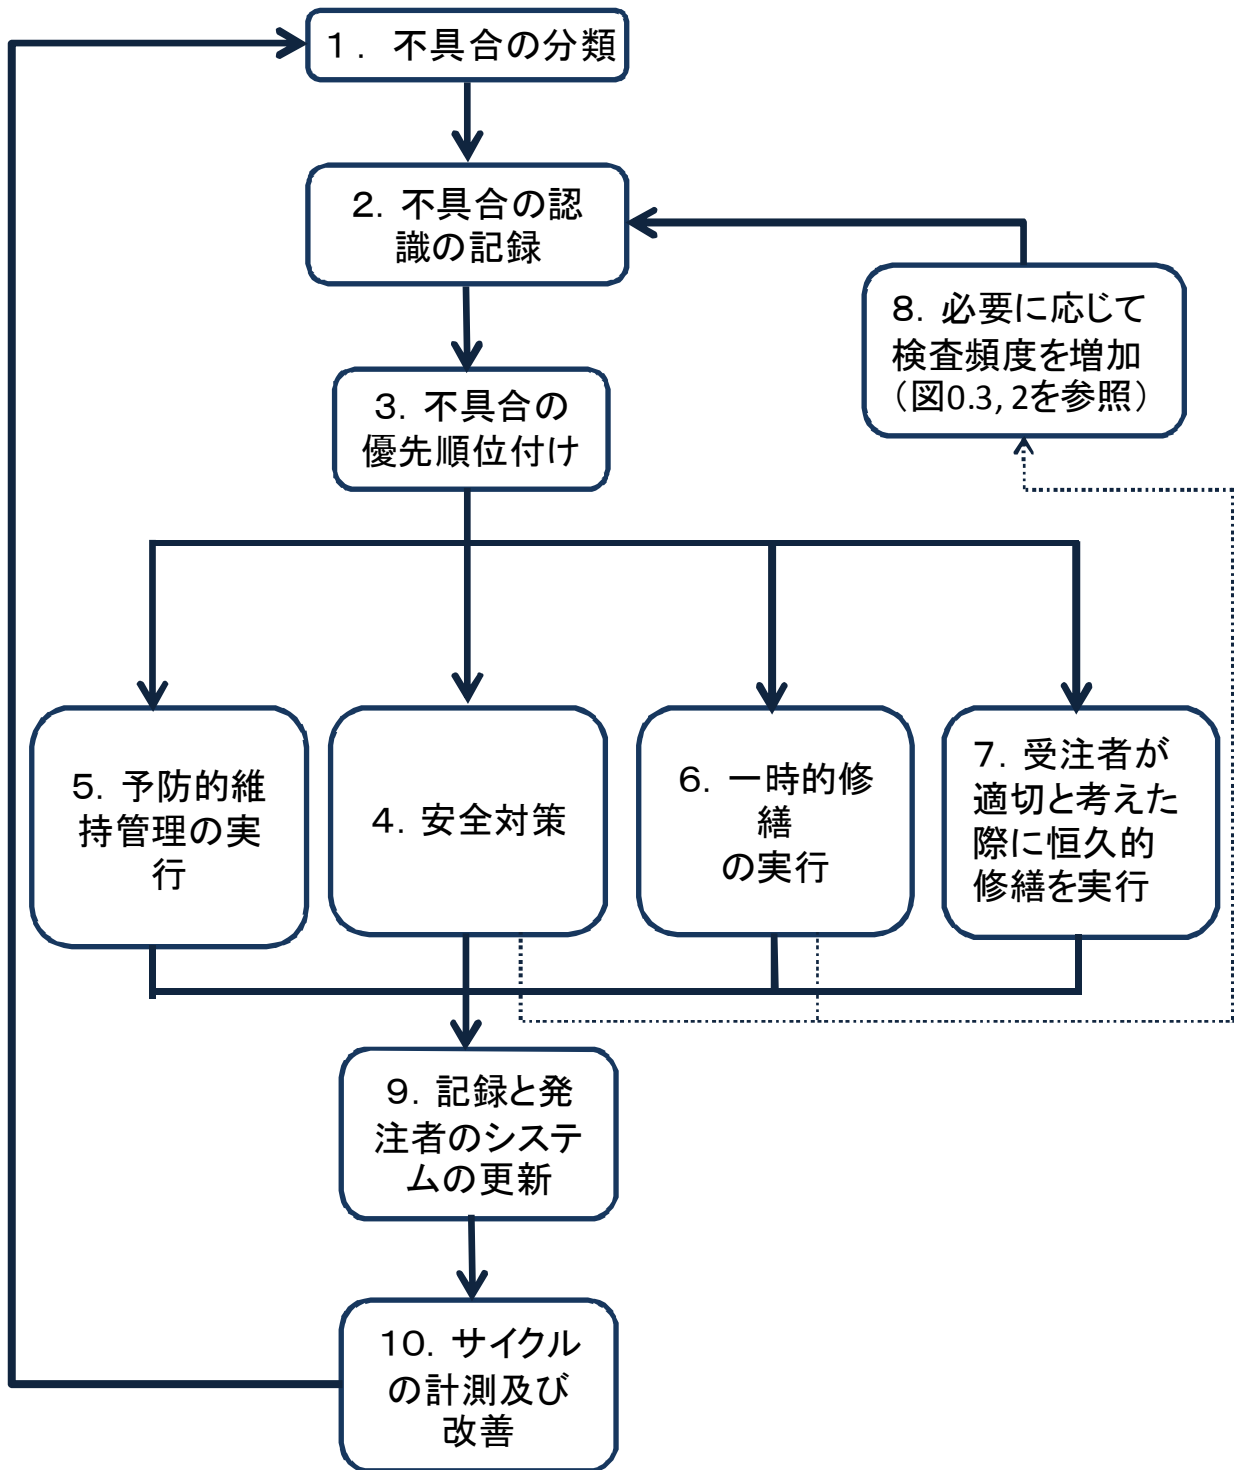 １．不具合の分類
２．不具合の認
識の記録
８．必要に応じて
検査頻度を増加
（図0.3, 2を参照）
３．不具合の
優先順位付け
５．予防的維
持管理の実
行
４．安全対策
６．一時的修
繕
の実行
７．受注者が
適切と考えた
際に恒久的
修繕を実行
９．記録と発
注者のシステ
ムの更新
１０．サイクル
の計測及び
改善